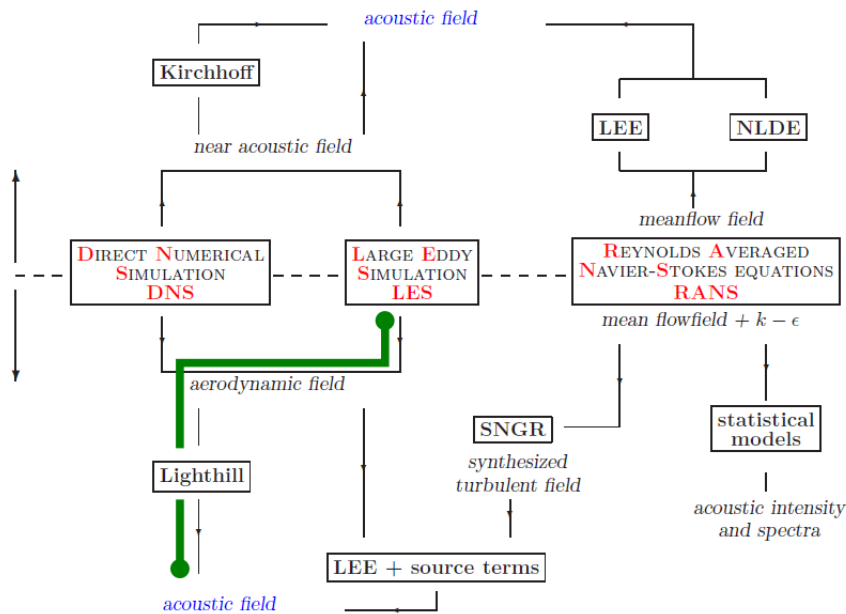 acoustic field
Kirchhoff
LEE
NLDE
near acoustic field
meanflow field
DIRECT NUMERICAL
SIMULATION
DNS
LARGE EDDY
SIMULATION
LES
REYNOLDS AVERAGED
NAVIER-STOKES EQUATIONS
RANS
mean flowfield + k − ϵ
aerodynamic field
SNGR
statistical
models
Lighthill
synthesized
turbulent field
acoustic intensity
and spectra
LEE + source terms
acoustic field